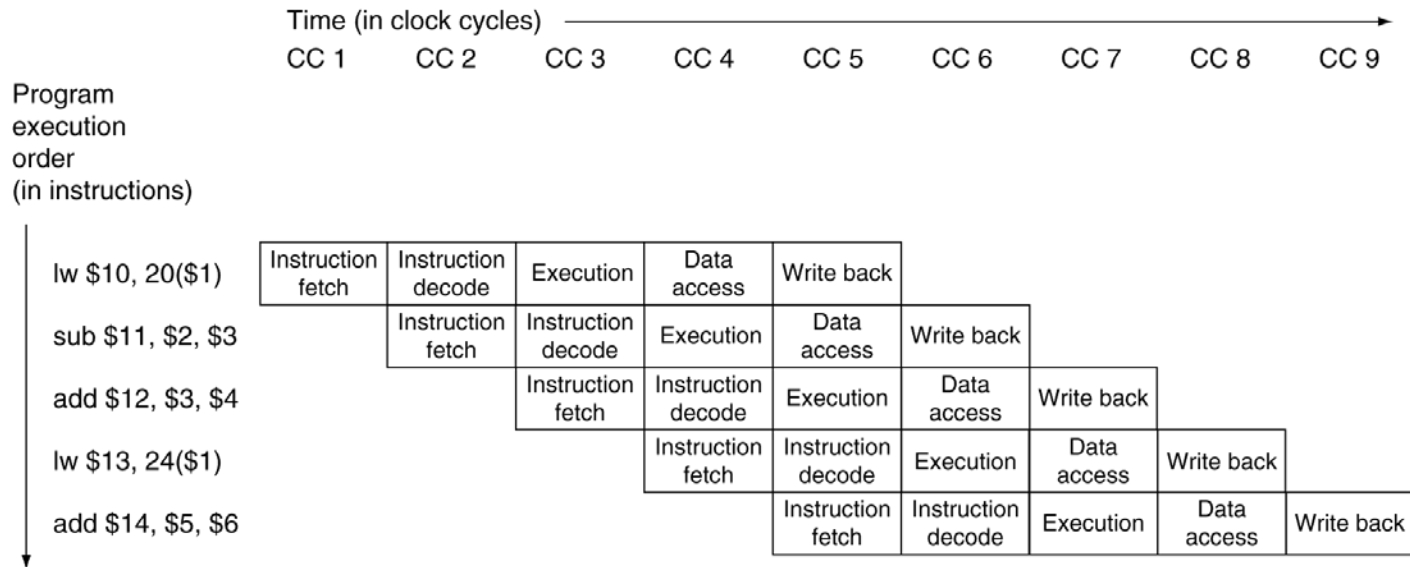 Time (in clock cycles)
CC 1 CC 2 CC 3 CC 4 CC 5 CC 6 CC 7 CC 8 CC 9
Program
execution
order
(in instructions)
lw $10, 20($1) Instruction fetch Instruction decode Execution Data access Write back
sub $11, $2, $3 Instruction fetch Instruction decode Execution Data access Write back
add $12, $3, $4 Instruction fetch Instruction decode Execution Data access Write back
lw $13, 24($1) Instruction fetch Instruction decode Execution Data access Write back
add $14, $5, $6 Instruction fetch Instruction decode Execution Data access Write back